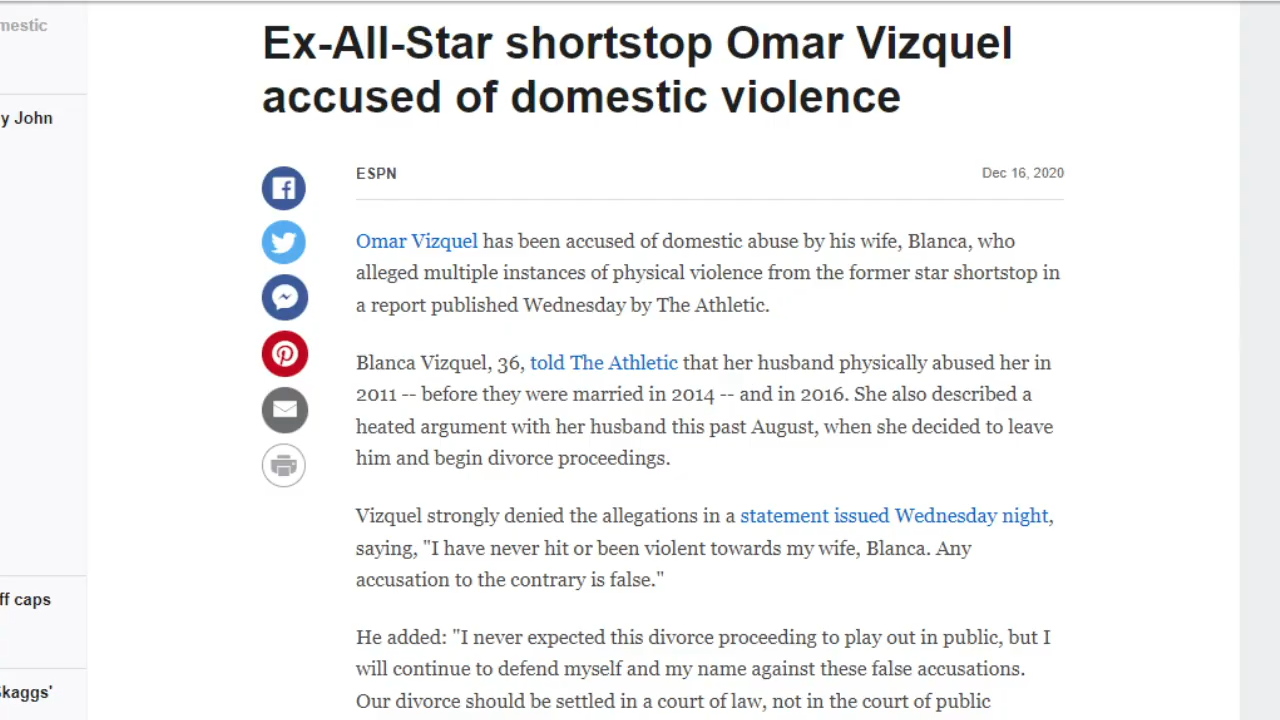 mestic
y John
ff caps
Skaggs'
Ex-All-Star shortstop Omar Vizquel
accused of domestic violence
ESPN
Dec 16, 2020
Omar Vizquel has been accused of domestic abuse by his wife, Blanca, who
alleged multiple instances of physical violence from the former star shortstop in
a report published Wednesday by The Athletic.
Blanca Vizquel, 36, told The Athletic that her husband physically abused her in
2011 -- before they were married in 2014 -- and in 2016. She also described a
heated argument with her husband this past August, when she decided to leave
him and begin divorce proceedings.
Vizquel strongly denied the allegations in a statement issued Wednesday night,
saying, "I have never hit or been violent towards my wife, Blanca. Any
accusation to the contrary is false."
He added: "I never expected this divorce proceeding to play out in public, but I
will continue to defend myself and my name against these false accusations.
Our divorce should be settled in a court of law, not in the court of public